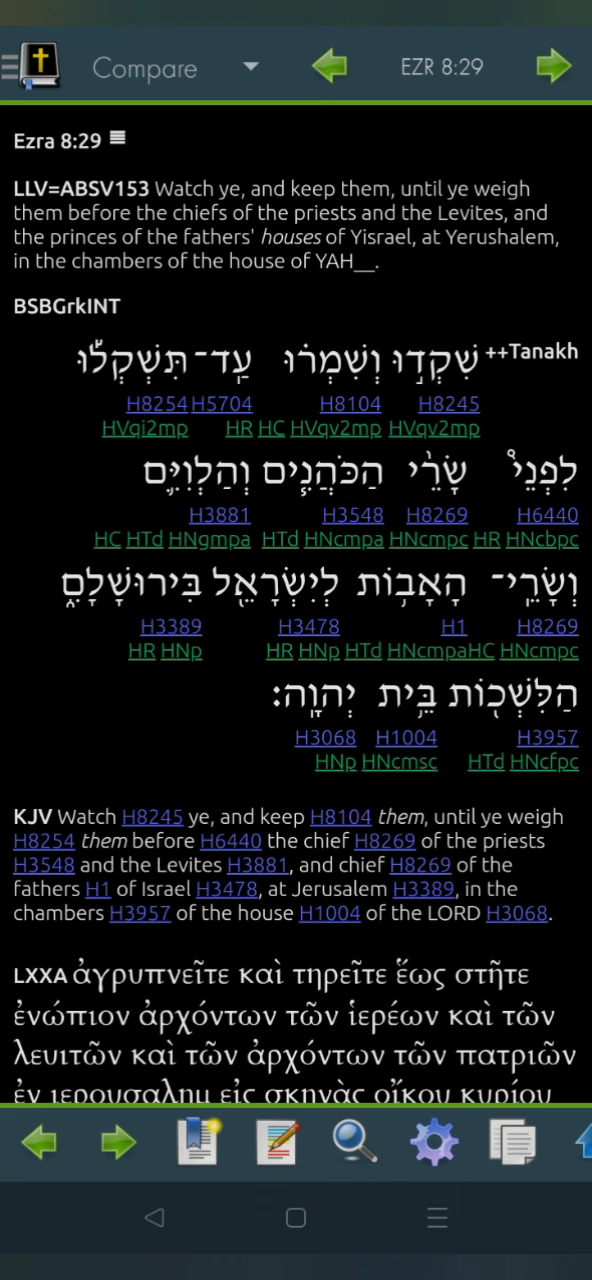 Compare
EZR 8:29
Ezra 8:29
LLV=ABSV153 Watch ye, and keep them, until ye weigh
them before the chiefs of the priests and the Levites, and
the princes of the fathers' houses of Yisrael, at Yerushalem,
in the chambers of the house of YAH__.
BSBGrkINT
++Tanakh שִׁקְד֣וּ וְשִׁמְר֗וּ עַֽד־תִּשְׁקְל֡וּ
H8254 H5704 H8104 H8245
HVqi2mp HR HC HVqv2mp HVqv2mp
לִפְנֵי֩ שָׂרֵ֨י הַכֹּהֲנִ֧ים וְהַלְוִיִּ֛ם
H3881 H3548 H8269 H6440
HC HTd HNgmpa HTd HNcmpa HNcmpc HR HNcbpc
וְשָׂרֵֽי־ הָאָב֥וֹת לְיִשְׂרָאֵ֖ל בִּירוּשָׁלָ֑͏ִם
H3389 H3478 H1 H8269
HR HNp HR HNp HTd HNcmpaHC HNcmpc
הַלִּשְׁכ֖וֹת בֵּ֥ית יְהוָֽה׃
H3068 H1004 H3957
HNp HNcmsc HTd HNcfpc
KJV Watch H8245 ye, and keep H8104 them, until ye weigh
H8254 them before H6440 the chief H8269 of the priests
H3548 and the Levites H3881, and chief H8269 of the
fathers H1 of Israel H3478, at Jerusalem H3389, in the
chambers H3957 of the house H1004 of the LORD H3068.
LXXA ἀγρυπνεῖτε καὶ τηρεῖτε ἕως στῆτε
ἐνώπιον ἀρχόντων τῶν ἱερέων καὶ τῶν
λευιτῶν καὶ τῶν ἀρχόντων τῶν πατριῶν
ἐν ιερουσαλημ εἰς σκηνὰς οἴκου κυρίου